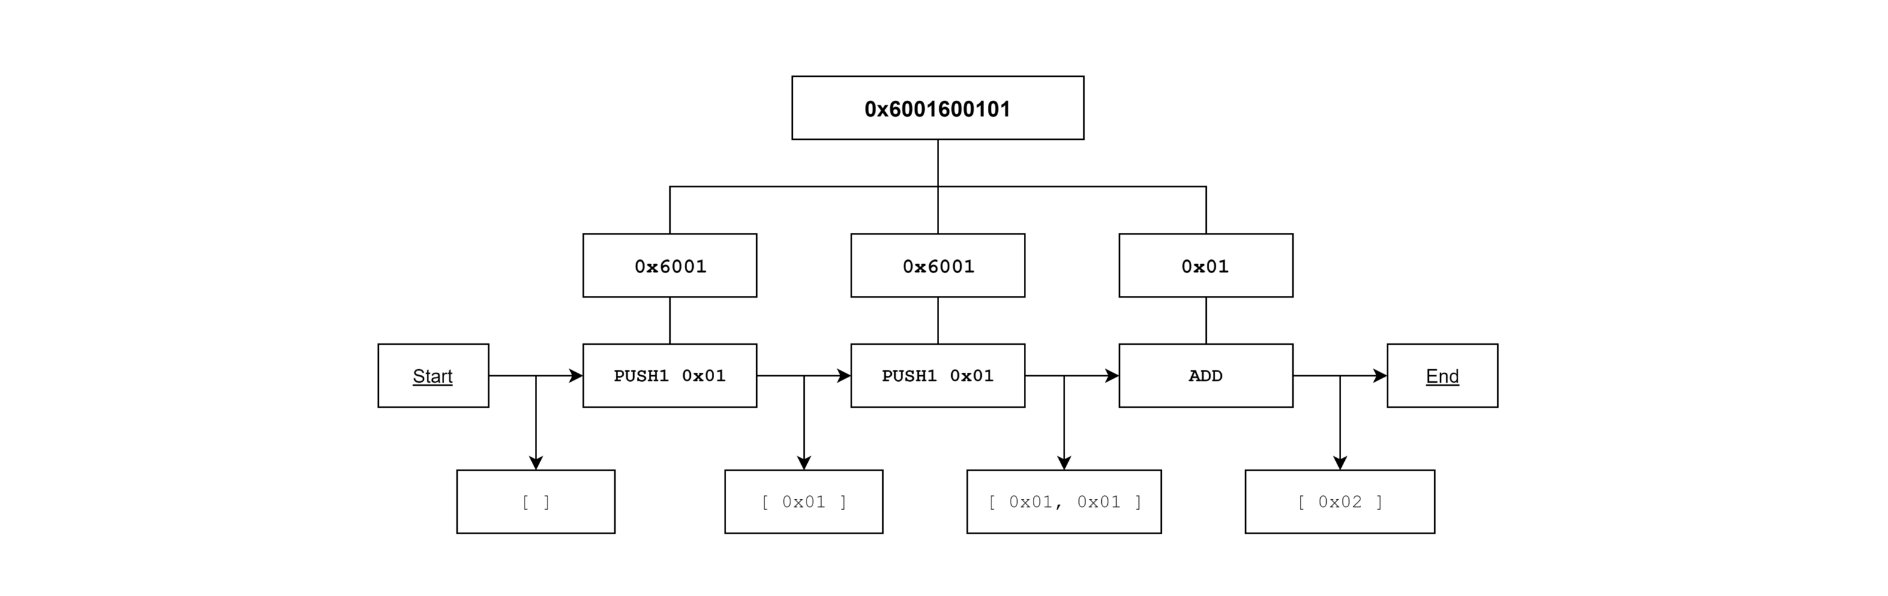 0x6001600101
0x6001
0x6001
0x01
Start
PUSH1 0x01
PUSH1 0x01
ADD
End
[ ]
[ 0x01 ]
[ 0x01, 0x01 ]
[ 0x02 ]